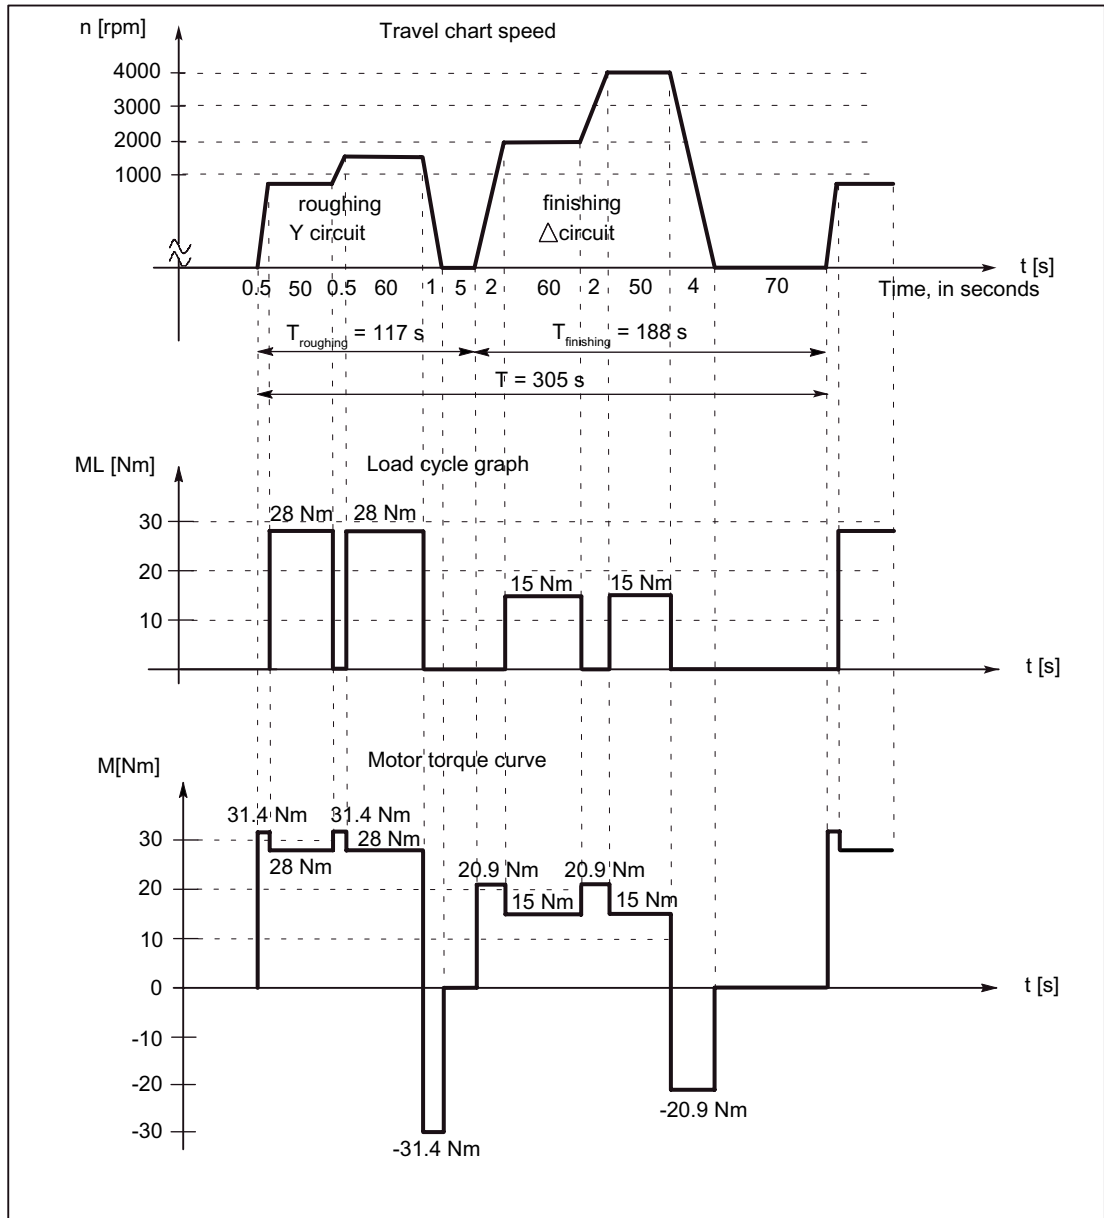 n [rpm]
Travel chart speed
4000
3000
2000
1000
roughing
Y circuit
finishing
△circuit
t [s]
0.5 50 0.5 60 1 5 2 60 2 50 4 70 Time, in seconds
Troughing = 117 s
Tfinishing = 188 s
T = 305 s
ML [Nm]
Load cycle graph
30
20
10
28 Nm 28 Nm
15 Nm 15 Nm
t [s]
M[Nm]
Motor torque curve
31.4 Nm 31.4 Nm
30
28 Nm
28 Nm
20.9 Nm 20.9 Nm
20
15 Nm 15 Nm
10
0
t [s]
-10
-20
-20.9 Nm
-30
-31.4 Nm